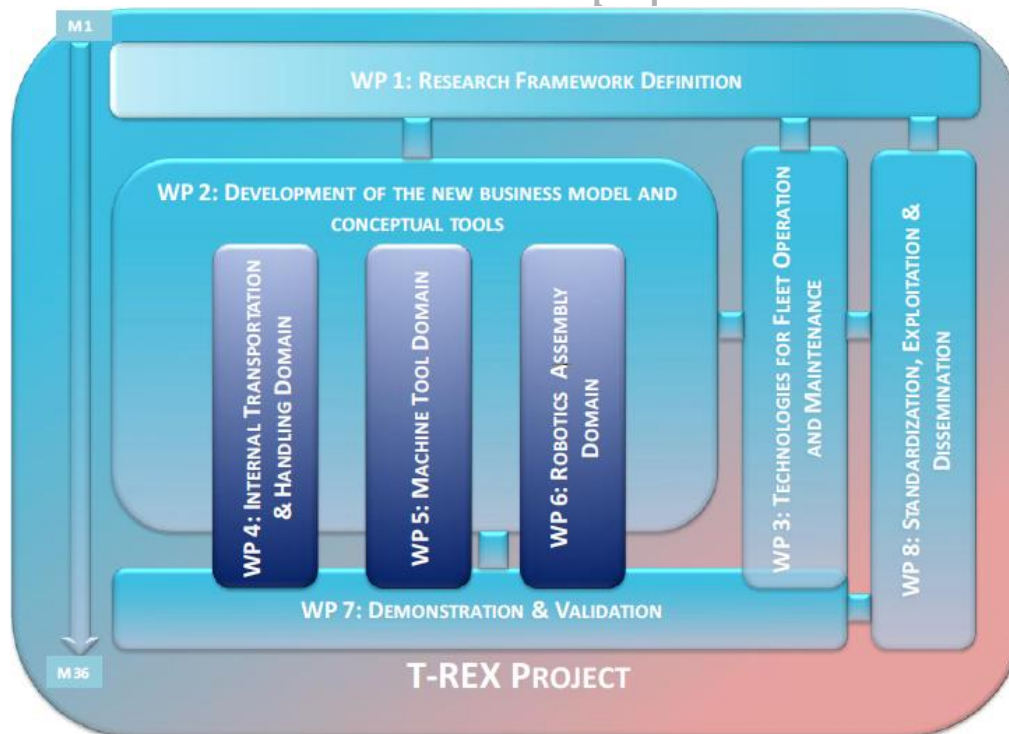 M1
WP 1: RESEARCH FRAMEWORK DEFINITION
WP 2: DEVELOPMENT OF THE NEW BUSINESS MODEL AND
CONCEPTUAL TOOLS
WP 4: INTERNAL TRANSPORTATION
& HANDLING DOMAIN
WP 5: MACHINE TOOL DOMAIN
WP 6: ROBOTICS ASSEMBLY
DOMAIN
WP 3: TECHNOLOGIES FOR FLEET OPERATION
AND MAINTENANCE
WP 8: STANDARDIZATION, EXPLOITATION &
DISSEMINATION
WP 7: DEMONSTRATION & VALIDATION
M36
T-REX PROJECT